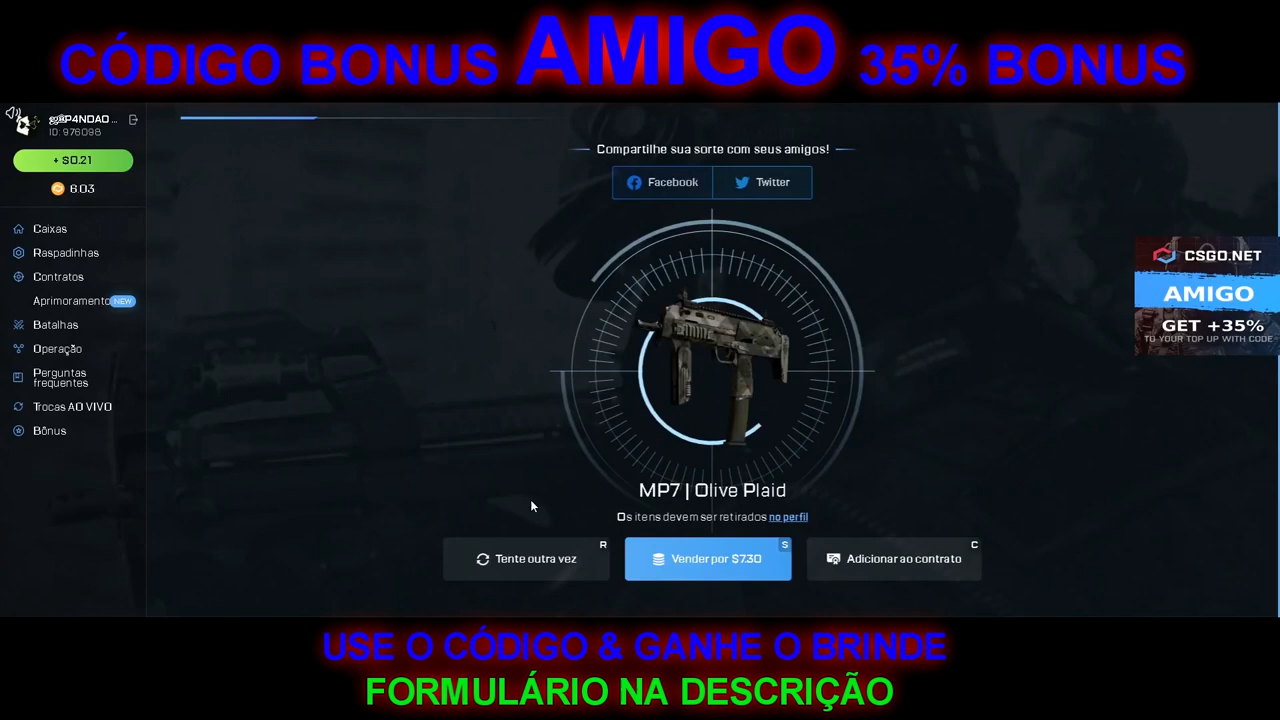 CÓDIGO BONUS AMIGO 35% BONUS
P4NDAO ...
ID: 976098
+ $0.21
6.03
Caixas
Raspadinhas
Contratos
Aprimoramento NEW
Batalhas
Operação
Perguntas
frequentes
Trocas AO VIVO
Bônus
Compartilhe sua sorte com seus amigos!
Facebook
Twitter
MP7 | Olive Plaid
Os itens devem ser retirados no perfil
Tente outra vez R
Vender por $7.30 S
Adicionar ao contrato C
CSGO.NET
AMIGO
GET +35%
TO YOUR TOP UP WITH CODE
USE O CÓDIGO & GANHE O BRINDE
FORMULÁRIO NA DESCRIÇÃO